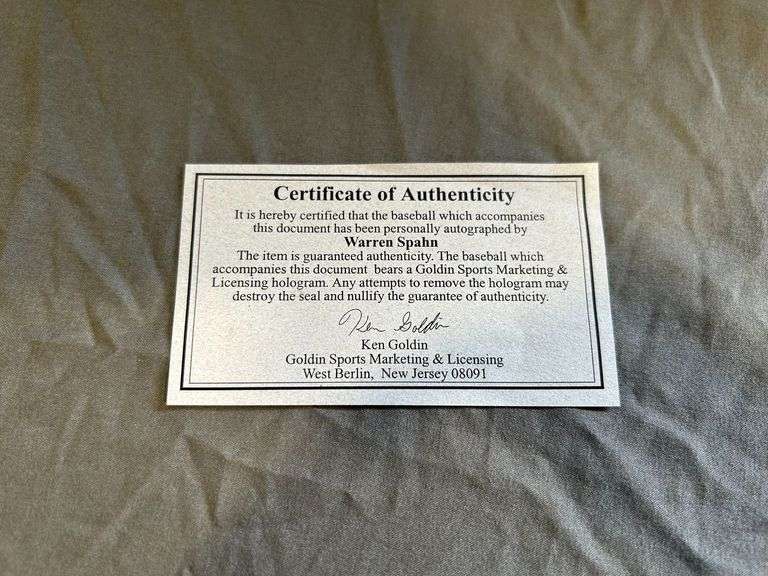 Certificate of Authenticity
It is hereby certified that the baseball which accompanies
this document has been personally autographed by
Warren Spahn
The item is guaranteed authenticity. The baseball which
accompanies this document bears a Goldin Sports Marketing &
Licensing hologram. Any attempts to remove the hologram may
destroy the seal and nullify the guarantee of authenticity.
Ken Goldin
Ken Goldin
Goldin Sports Marketing & Licensing
West Berlin, New Jersey 08091